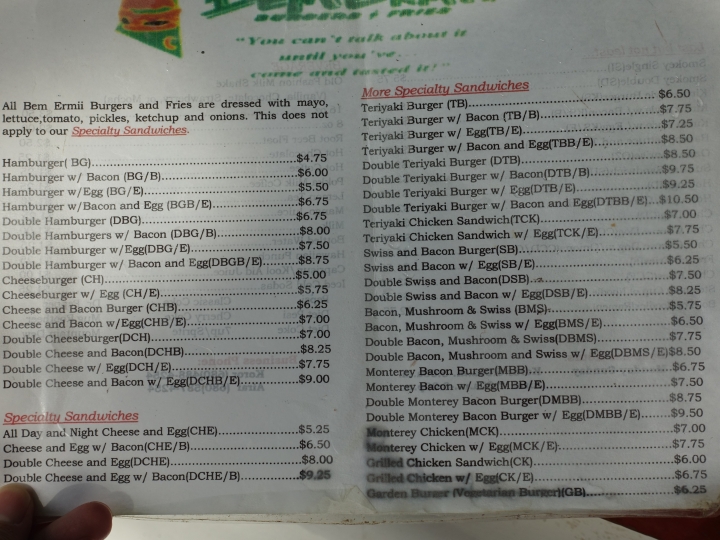 BURGERS & FRIES
"You can't talk about it
until you've...
come and tasted it!"
All Bem Ermii Burgers and Fries are dressed with mayo,
lettuce,tomato, pickles, ketchup and onions. This does not
apply to our Specialty Sandwiches.
Hamburger( BG)....$4.75
Hamburger w/ Bacon (BG/B)....$6.00
Hamburger w/Egg (BG/E)....$5.50
Hamburger w/Bacon and Egg (BGB/E)....$6.75
Double Hamburger (DBG)....$6.75
Double Hamburgers w/ Bacon (DBG/B)....$8.00
Double Hamburger w/Egg(DBG/E)....$7.50
Double Hamburger w/ Bacon and Egg(DBGB/E)....$8.75
Cheeseburger (CH)....$5.00
Cheeseburger w/ Egg (CH/E)....$5.75
Cheese and Bacon Burger (CHB)....$6.25
Cheese and Bacon w/Egg(CHB/E)....$7.00
Double Cheeseburger(DCH)....$7.00
Double Cheese and Bacon(DCHB)....$8.25
Double Cheese w/ Egg(DCH/E)....$7.75
Double Cheese and Bacon w/Egg(DCHB/E)....$9.00
Specialty Sandwiches
All Day and Night Cheese and Egg(CHE)....$5.25
Cheese and Egg w/ Bacon(CHE/B)....$6.50
Double Cheese and Egg(DCHE)....$8.00
Double Cheese and Egg w/ Bacon(DCHE/B)....$9.25
More Specialty Sandwiches
Teriyaki Burger (TB)....$6.50
Teriyaki Burger w/ Bacon (TB/B)....$7.75
Teriyaki Burger w/ Egg(TB/E)....$7.25
Teriyaki Burger w/ Bacon and Egg(TBB/E)....$8.50
Double Teriyaki Burger (DTB)....$8.50
Double Teriyaki Burger w/ Bacon(DTB/B)....$9.75
Double Teriyaki Burger w/ Egg(DTB/E)....$9.25
Double Teriyaki Burger w/ Bacon and Egg(DTBB/E)...$10.50
Teriyaki Chicken Sandwich(TCK)....$7.00
Teriyaki Chicken Sandwich w/ Egg(TCK/E)....$7.75
Swiss and Bacon Burger(SB)....$5.50
Swiss and Bacon w/ Egg(SB/E)....$6.25
Double Swiss and Bacon(DSB)....$7.50
Double Swiss and Bacon w/ Egg(DSB/E)....$8.25
Bacon, Mushroom & Swiss (BMS)....$5.75
Bacon, Mushroom & Swiss w/ Egg(BMS/E)....$6.50
Double Bacon, Mushroom & Swiss(DBMS)....$7.75
Double Bacon, Mushroom and Swiss w/ Egg(DBMS/E)$8.50
Monterey Bacon Burger(MBB)....$6.75
Monterey Bacon w/ Egg(MBB/E)....$7.50
Double Monterey Bacon Burger(DMBB)....$8.75
Double Monterey Bacon Burger w/ Egg(DMBB/E)....$9.50
Monterey Chicken(MCK)....$7.00
Monterey Chicken w/ Egg(MCK/E)....$7.75
Grilled Chicken Sandwich(CK)....$6.00
Grilled Chicken w/ Egg(CK/E)....$6.75
Garden Burger (Vegetarian Burger)(GB)....$6.25